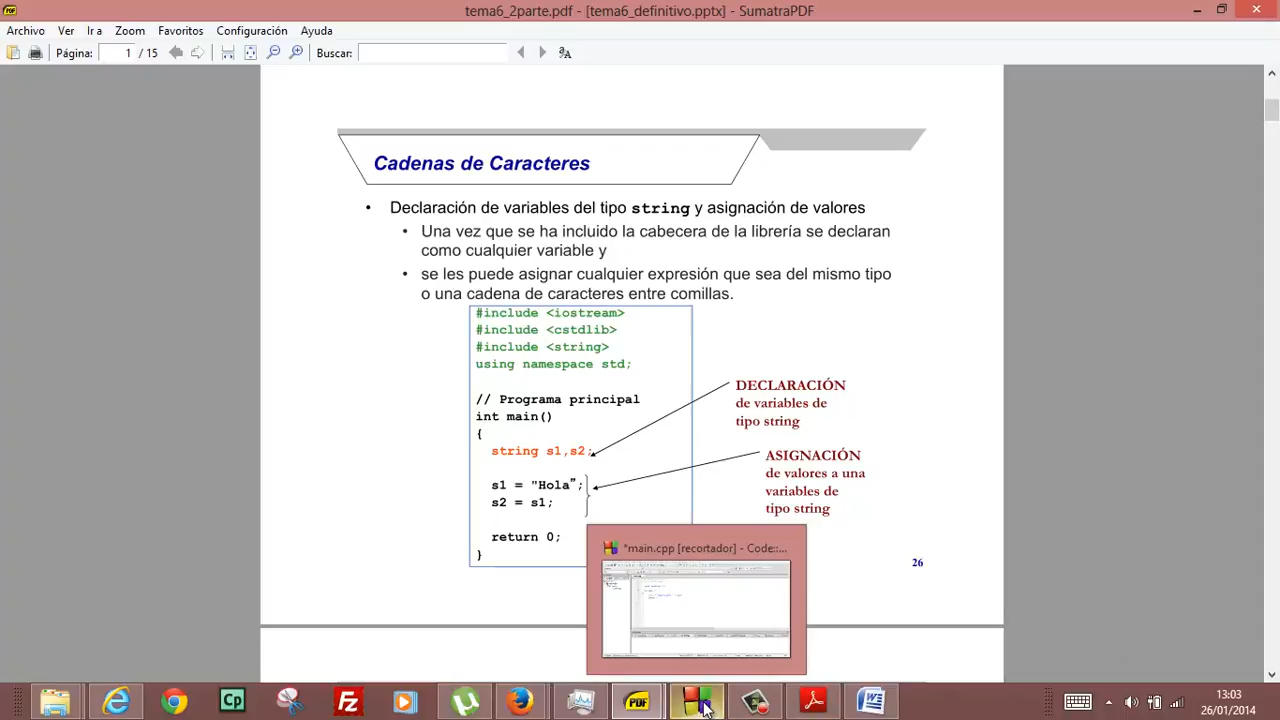 tema6_2parte.pdf - [tema6_definitivo.pptx] - SumatraPDF
Archivo Ver Ir a Zoom Favoritos Configuración Ayuda
Página: 1 / 15 Buscar:
Cadenas de Caracteres
• Declaración de variables del tipo string y asignación de valores
• Una vez que se ha incluido la cabecera de la librería se declaran
como cualquier variable y
• se les puede asignar cualquier expresión que sea del mismo tipo
o una cadena de caracteres entre comillas.
#include <iostream>
#include <cstdlib>
#include <string>
using namespace std;
// Programa principal
int main()
{
string s1,s2;
s1 = "Hola”;
s2 = s1;
return 0;
}
DECLARACIÓN
de variables de
tipo string
ASIGNACIÓN
de valores a una
variables de
tipo string
*main.cpp [recortador] - Code::...
26
Cp
PDF
13:03
26/01/2014